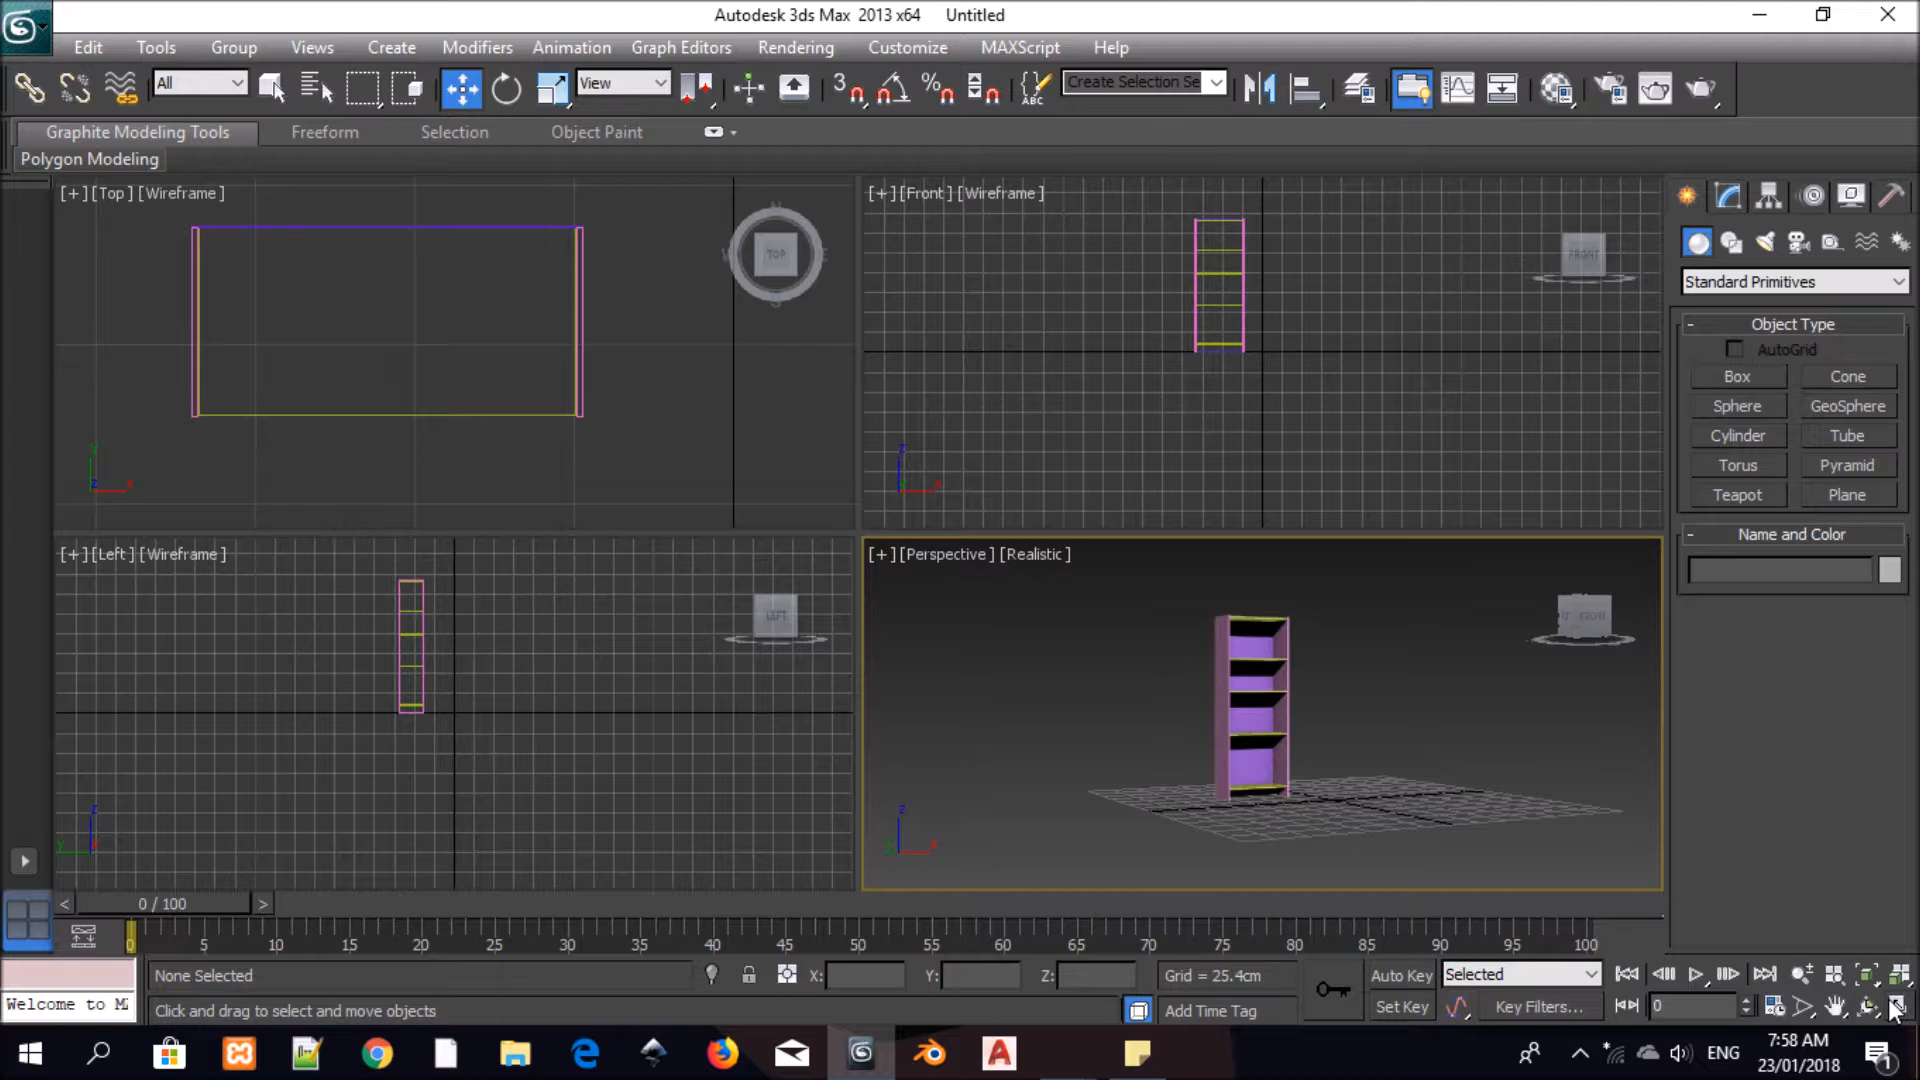 Autodesk 3ds Max 2013 x64 Untitled
Edit Tools Group Views Create Modifiers Animation Graph Editors Rendering Customize MAXScript Help
All View Create Selection Se
Graphite Modeling Tools Freeform Selection Object Paint
Polygon Modeling
[+][Top][Wireframe]
[+][Front][Wireframe]
TOP
FRONT
Standard Primitives
- Object Type
AutoGrid
Box Cone
Sphere GeoSphere
Cylinder Tube
Torus Pyramid
Teapot Plane
- Name and Color
[+][Left][Wireframe]
[+][Perspective][Realistic]
LEFT
FRONT
< 0 / 100 >
0 5 10 15 20 25 30 35 40 45 50 55 60 65 70 75 80 85 90 95 100
None Selected X: Y: Z: Grid = 25.4cm Auto Key Selected
Welcome to M
Click and drag to select and move objects Add Time Tag Set Key Key Filters... 0
ENG 7:58 AM
23/01/2018
1